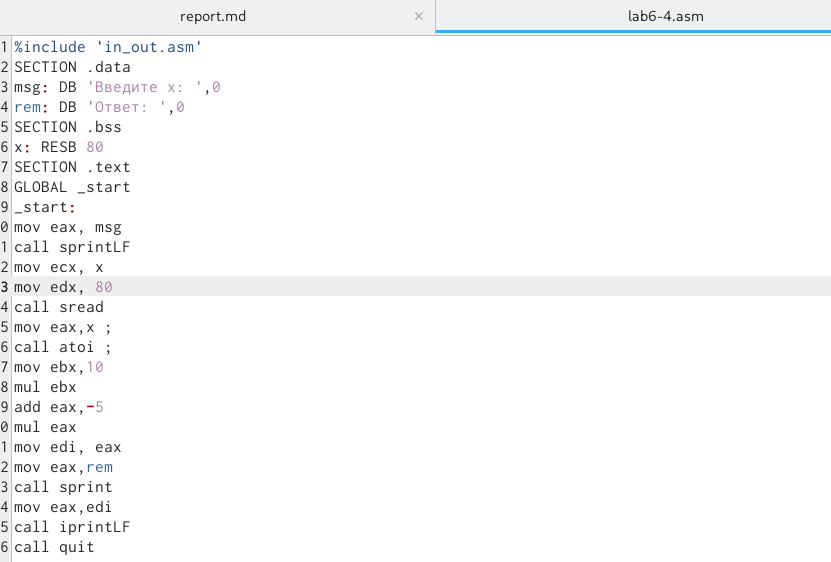 report.md × lab6-4.asm
1 %include 'in_out.asm'
2 SECTION .data
3 msg: DB 'Введите x: ',0
4 rem: DB 'Ответ: ',0
5 SECTION .bss
6 x: RESB 80
7 SECTION .text
8 GLOBAL _start
9 _start:
0 mov eax, msg
1 call sprintLF
2 mov ecx, x
3 mov edx, 80
4 call sread
5 mov eax,x ;
6 call atoi ;
7 mov ebx,10
8 mul ebx
9 add eax,-5
0 mul eax
1 mov edi, eax
2 mov eax,rem
3 call sprint
4 mov eax,edi
5 call iprintLF
6 call quit